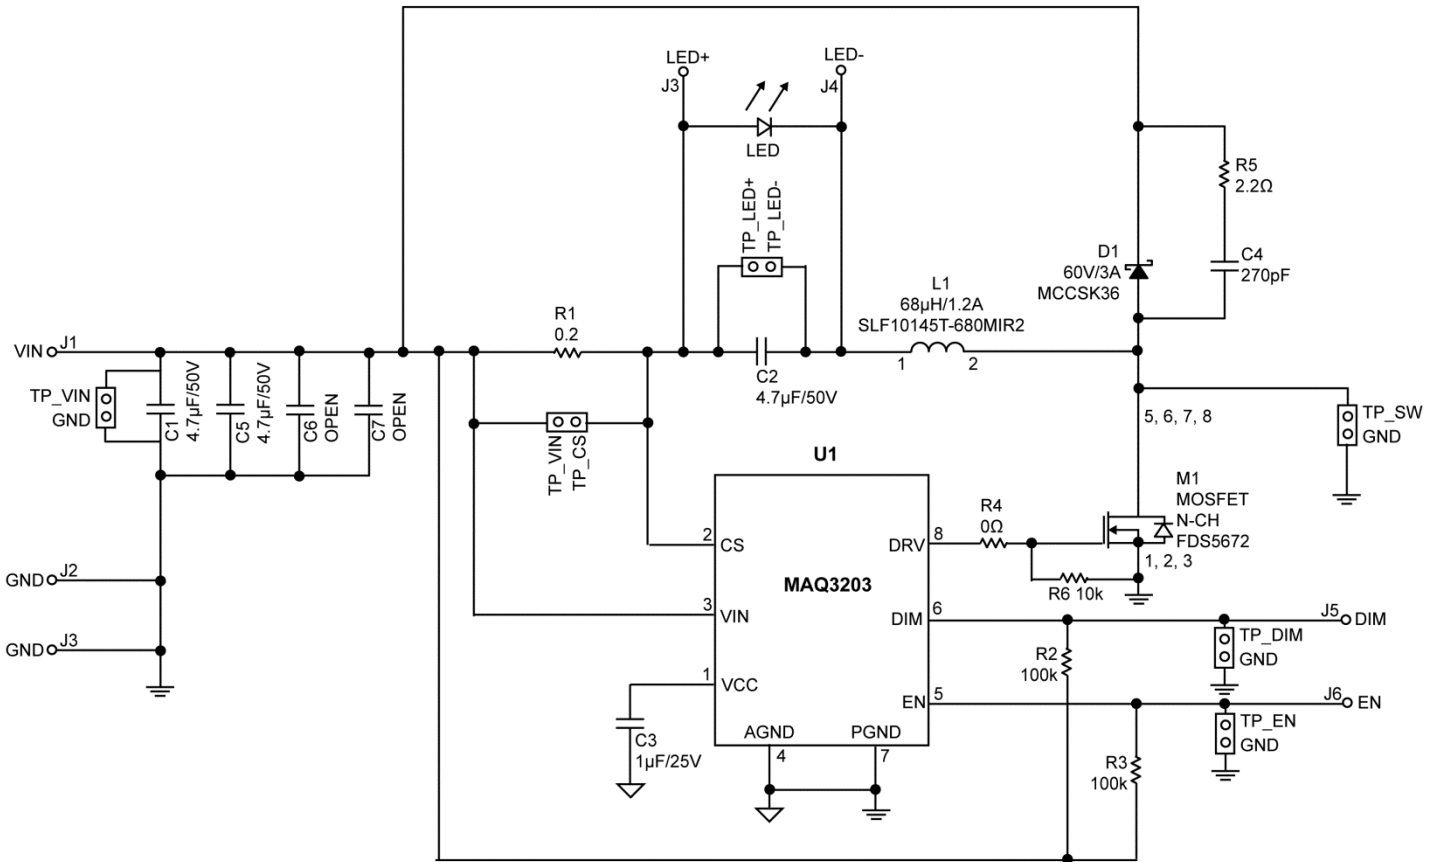 LED+
J3
LED-
J4
LED
TP_LED+
TP_LED-
R5
2.2Ω
D1
60V/3A
MCCSK36
C4
270pF
L1
68µH/1.2A
SLF10145T-680MIR2
1
2
R1
0.2
VIN
J1
C2
4.7µF/50V
TP_VIN
GND
C1
4.7µF/50V
C5
4.7µF/50V
C6
OPEN
C7
OPEN
TP_VIN
TP_CS
5, 6, 7, 8
TP_SW
GND
U1
M1
MOSFET
N-CH
FDS5672
1, 2, 3
R4
0Ω
R6 10k
2
CS
DRV
8
MAQ3203
3
VIN
DIM
6
1
VCC
EN
5
AGND
4
PGND
7
GND
J2
GND
J3
C3
1µF/25V
R2
100k
R3
100k
J5
DIM
TP_DIM
GND
J6
EN
TP_EN
GND